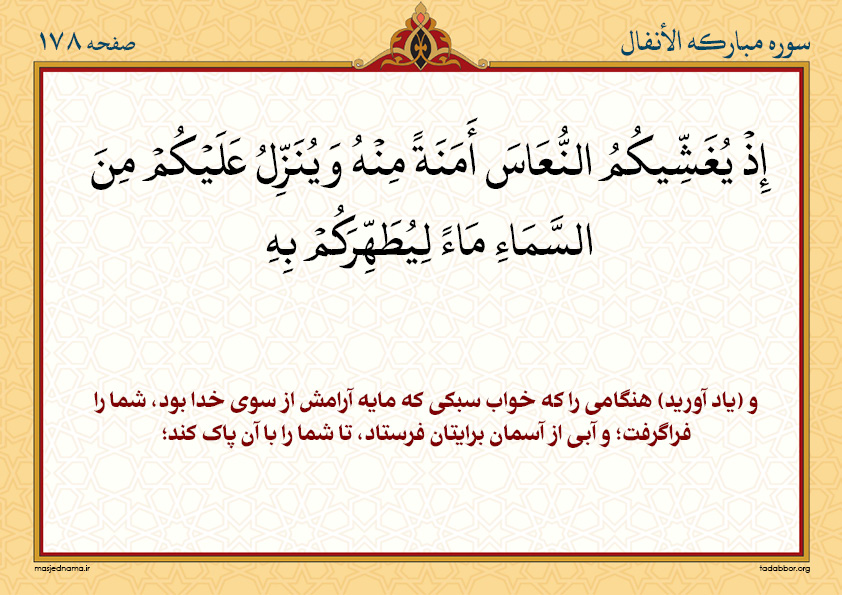 سوره مبارکه الأنفال
صفحه ۱۷۸
إِذْ يُغَشِّيكُمُ النُّعَاسَ أَمَنَةً مِنْهُ وَيُنَزِّلُ عَلَيْكُمْ مِنَ
السَّمَاءِ مَاءً لِيُطَهِّرَكُمْ بِهِ
و (یاد آورید) هنگامی را که خواب سبکی که مایه آرامش از سوی خدا بود، شما را
فراگرفت؛ و آبی از آسمان برایتان فرستاد، تا شما را با آن پاک کند؛
masjednama.ir
tadabbor.org